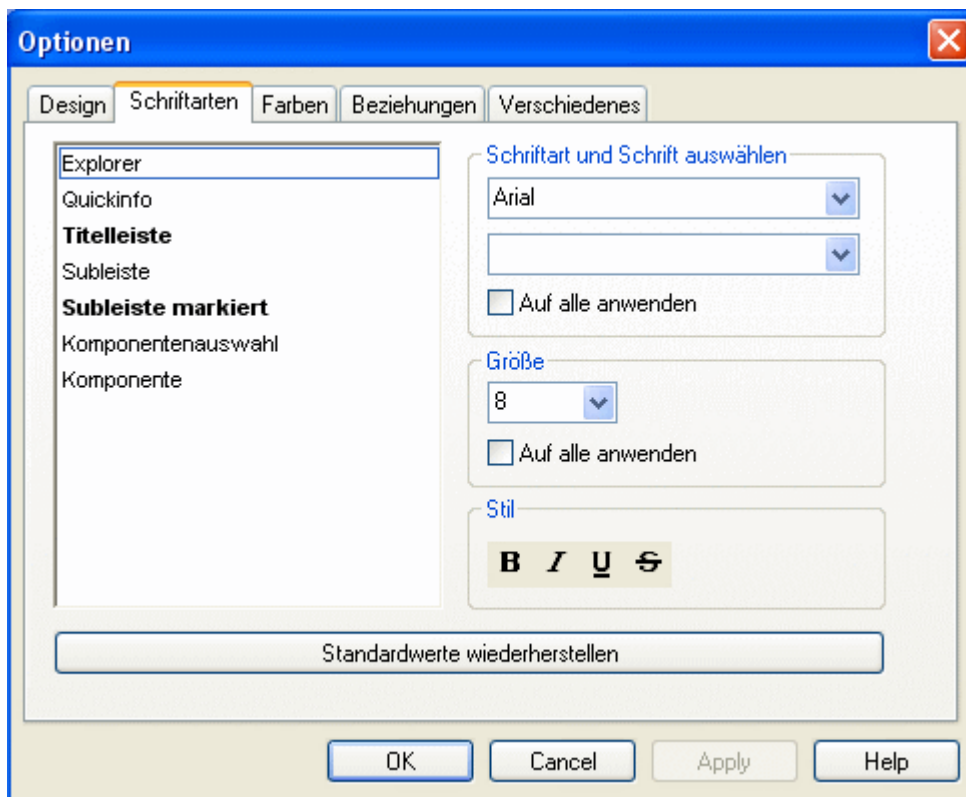 Optionen
Design Schriftarten Farben Beziehungen Verschiedenes
Explorer
Quickinfo
Titelleiste
Subleiste
Subleiste markiert
Komponentenauswahl
Komponente
Schriftart und Schrift auswählen
Arial
Auf alle anwenden
Größe
8
Auf alle anwenden
Stil
B I U S
Standardwerte wiederherstellen
OK Cancel Apply Help